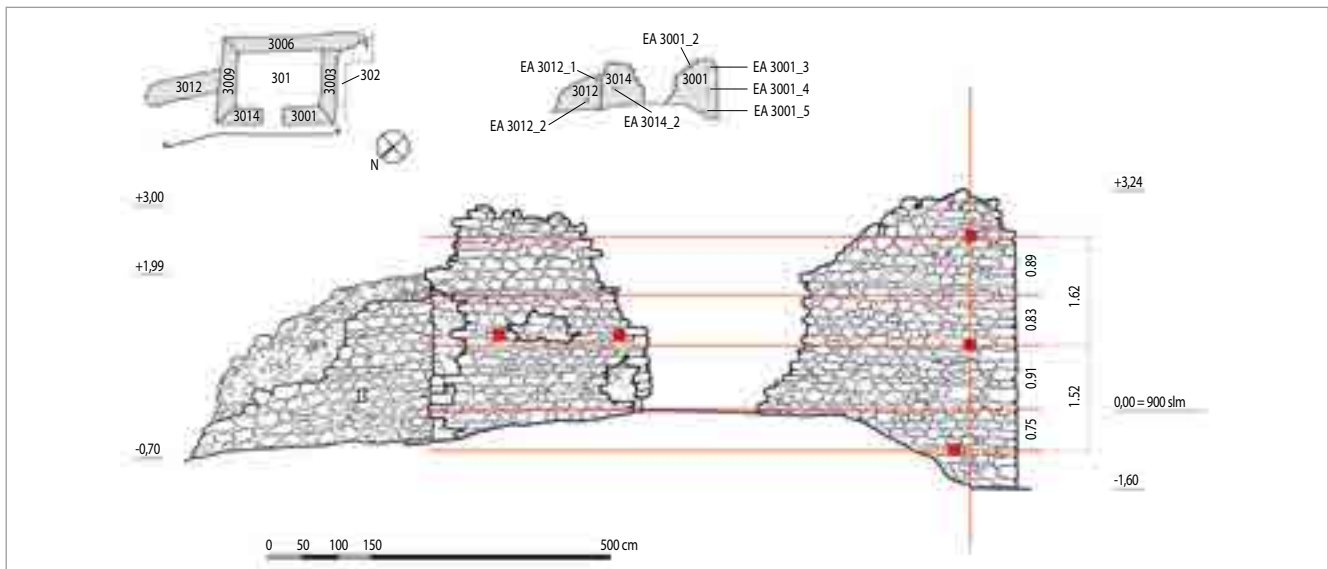 3006
3009
301
3003
302
3012
3014
3001
N
EA 3001_2
EA 3012_1
3014
3001
EA 3001_3
3012
EA 3001_4
EA 3012_2
EA 3014_2
EA 3001_5
+3,00
+3,24
+1,99
0.89
1.62
0.83
0.91
1.52
0,00 = 900 slm
0.75
-0,70
-1,60
0 50 100 150 500 cm